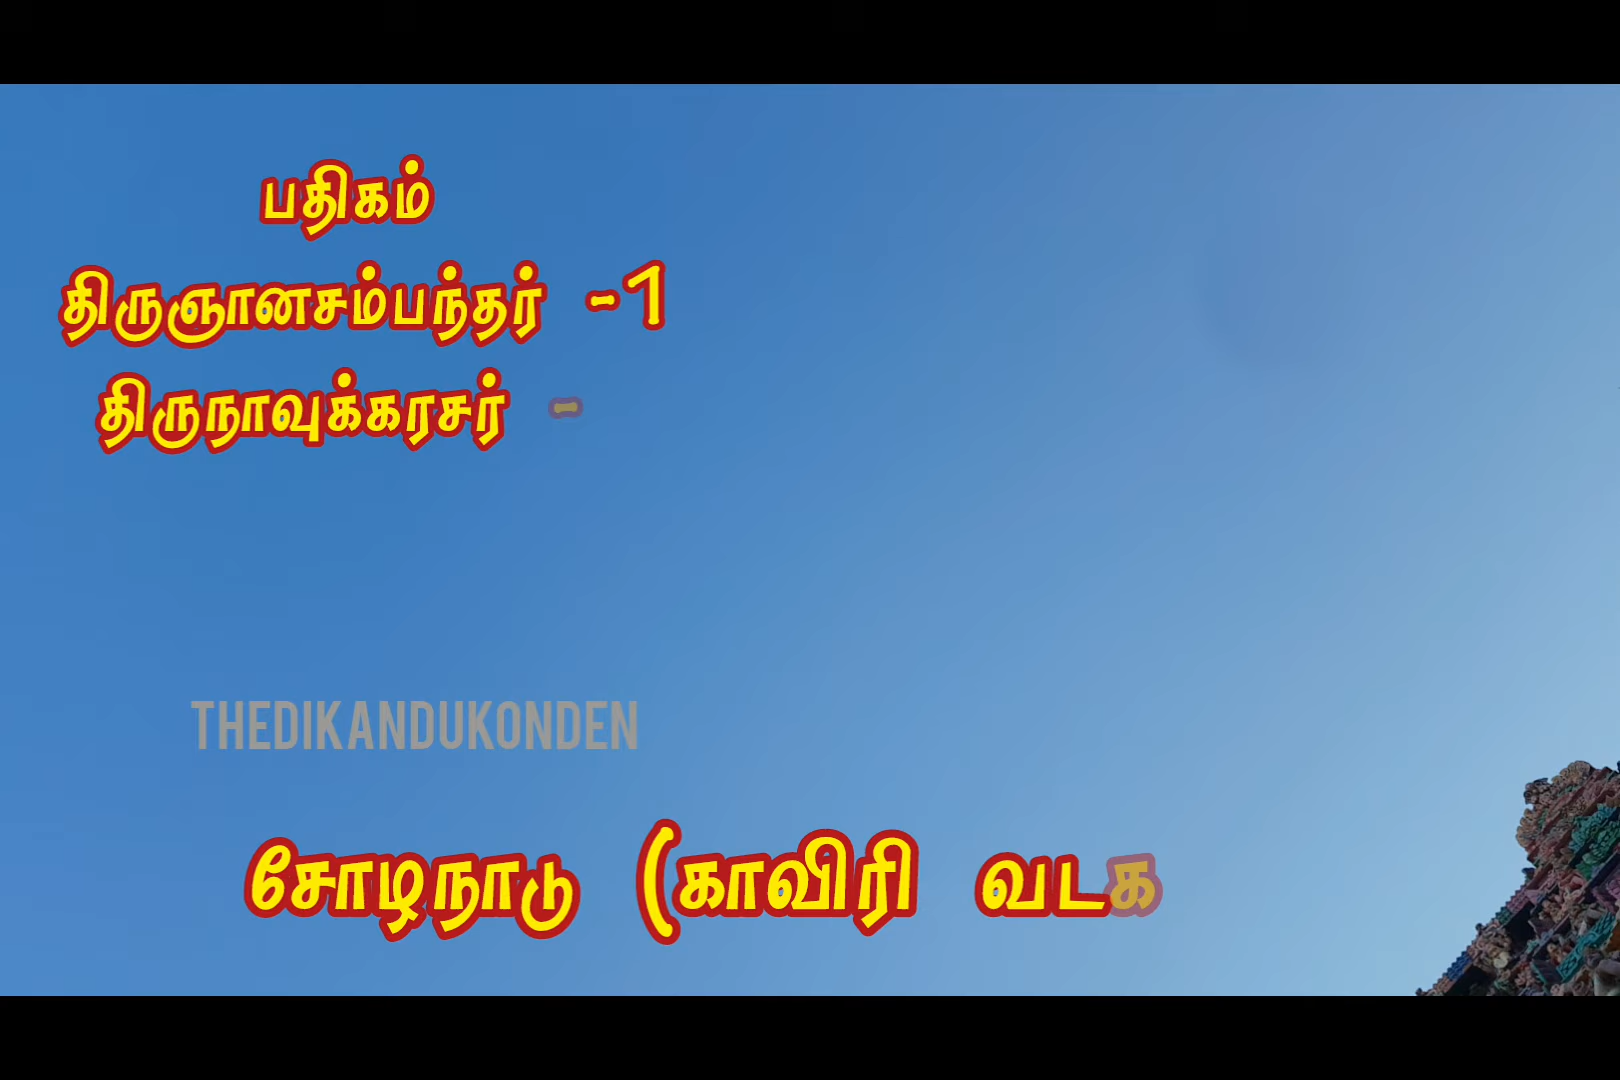 பதிகம்
திருஞானசம்பந்தர் -1
திருநாவுக்கரசர் -
THEDIKANDUKONDEN
சோழநாடு (காவிரி வடக